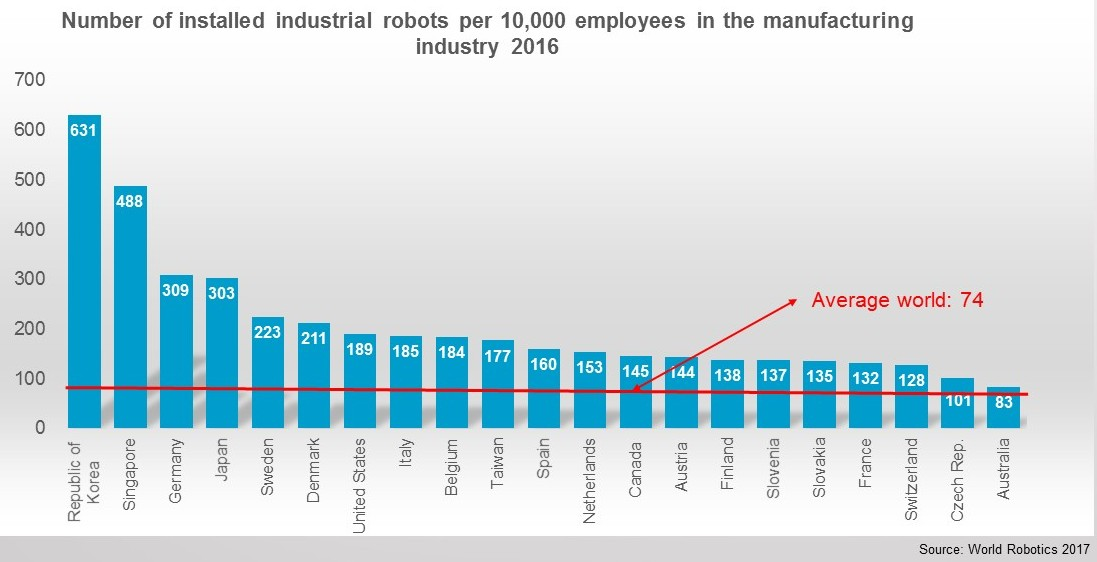 Number of installed industrial robots per 10,000 employees in the manufacturing
industry 2016
700
600
500
400
300
200
100
0
631
488
309
303
223
211
189
185
184
177
160
153
145
144
138
137
135
132
128
101
83
Average world: 74
Republic of
Korea
Singapore
Germany
Japan
Sweden
Denmark
United States
Italy
Belgium
Taiwan
Spain
Netherlands
Canada
Austria
Finland
Slovenia
Slovakia
France
Switzerland
Czech Rep.
Australia
Source: World Robotics 2017